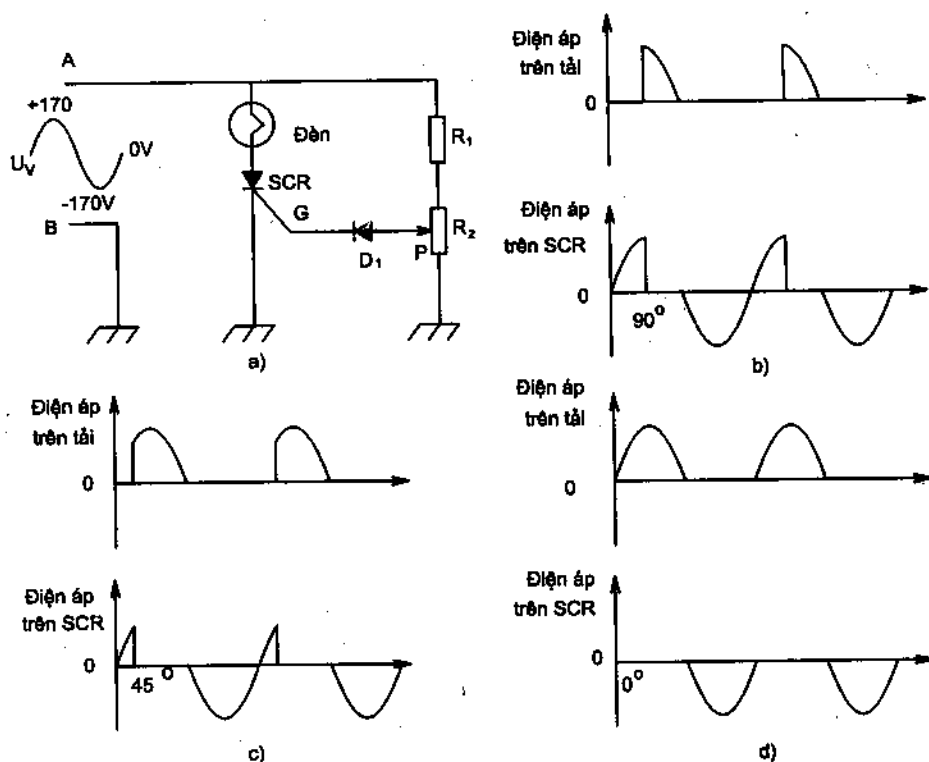 A
+170
0V
Uᵥ
-170V
B
Đèn
SCR
G
D₁
P
R₁
R₂
a)
Điện áp
trên tải
0
Điện áp
trên SCR
0
90°
b)
Điện áp
trên tải
0
Điện áp
trên SCR
0
45°
c)
Điện áp
trên tải
0
Điện áp
trên SCR
0
0°
d)